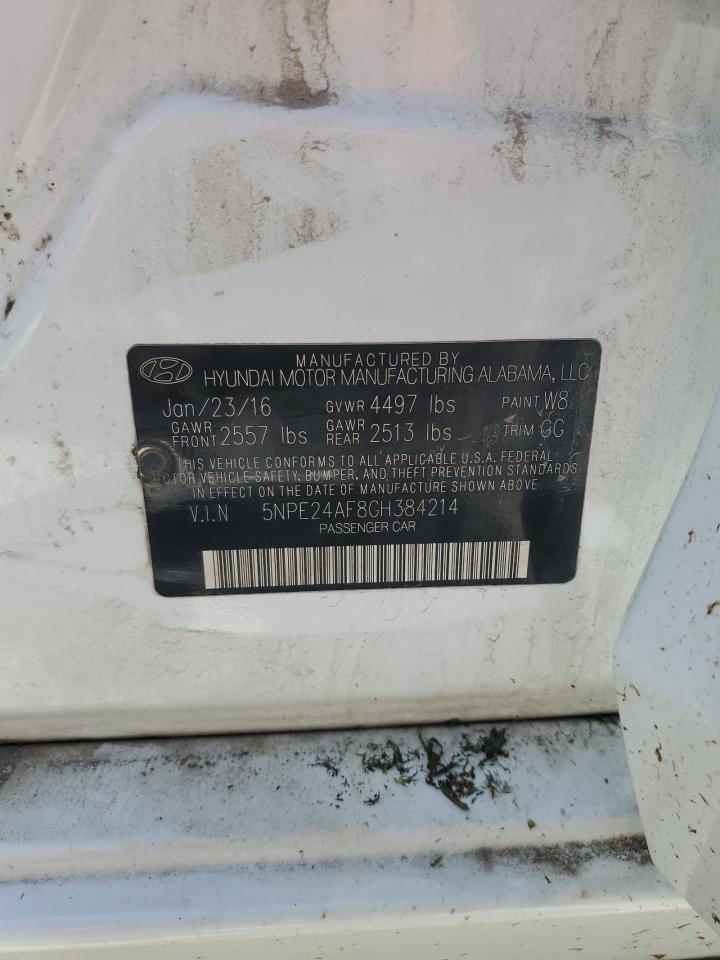 MANUFACTURED BY
HYUNDAI MOTOR MANUFACTURING ALABAMA, LLC
Jan/23/16 GVWR 4497 lbs PAINT W8
GAWR FRONT 2557 lbs GAWR REAR 2513 lbs TRIM GG
THIS VEHICLE CONFORMS TO ALL APPLICABLE U.S.A. FEDERAL
MOTOR VEHICLE SAFETY, BUMPER, AND THEFT PREVENTION STANDARDS
IN EFFECT ON THE DATE OF MANUFACTURE SHOWN ABOVE
V.I.N 5NPE24AF8GH384214
PASSENGER CAR